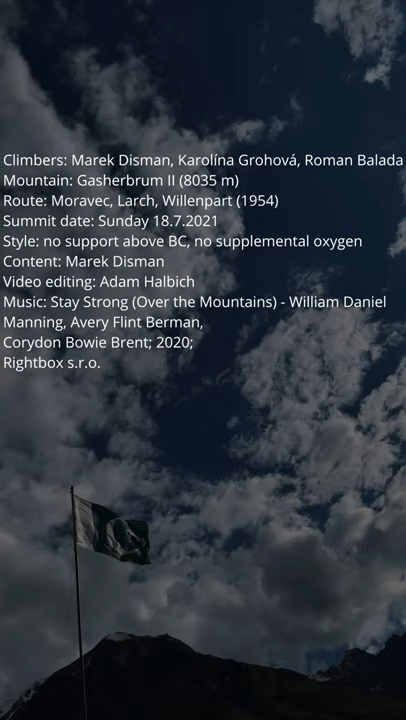 Climbers: Marek Disman, Karolína Grohová, Roman Balada
Mountain: Gasherbrum II (8035 m)
Route: Moravec, Larch, Willenpart (1954)
Summit date: Sunday 18.7.2021
Style: no support above BC, no supplemental oxygen
Content: Marek Disman
Video editing: Adam Halbich
Music: Stay Strong (Over the Mountains) - William Daniel
Manning, Avery Flint Berman,
Corydon Bowie Brent; 2020;
Rightbox s.r.o.